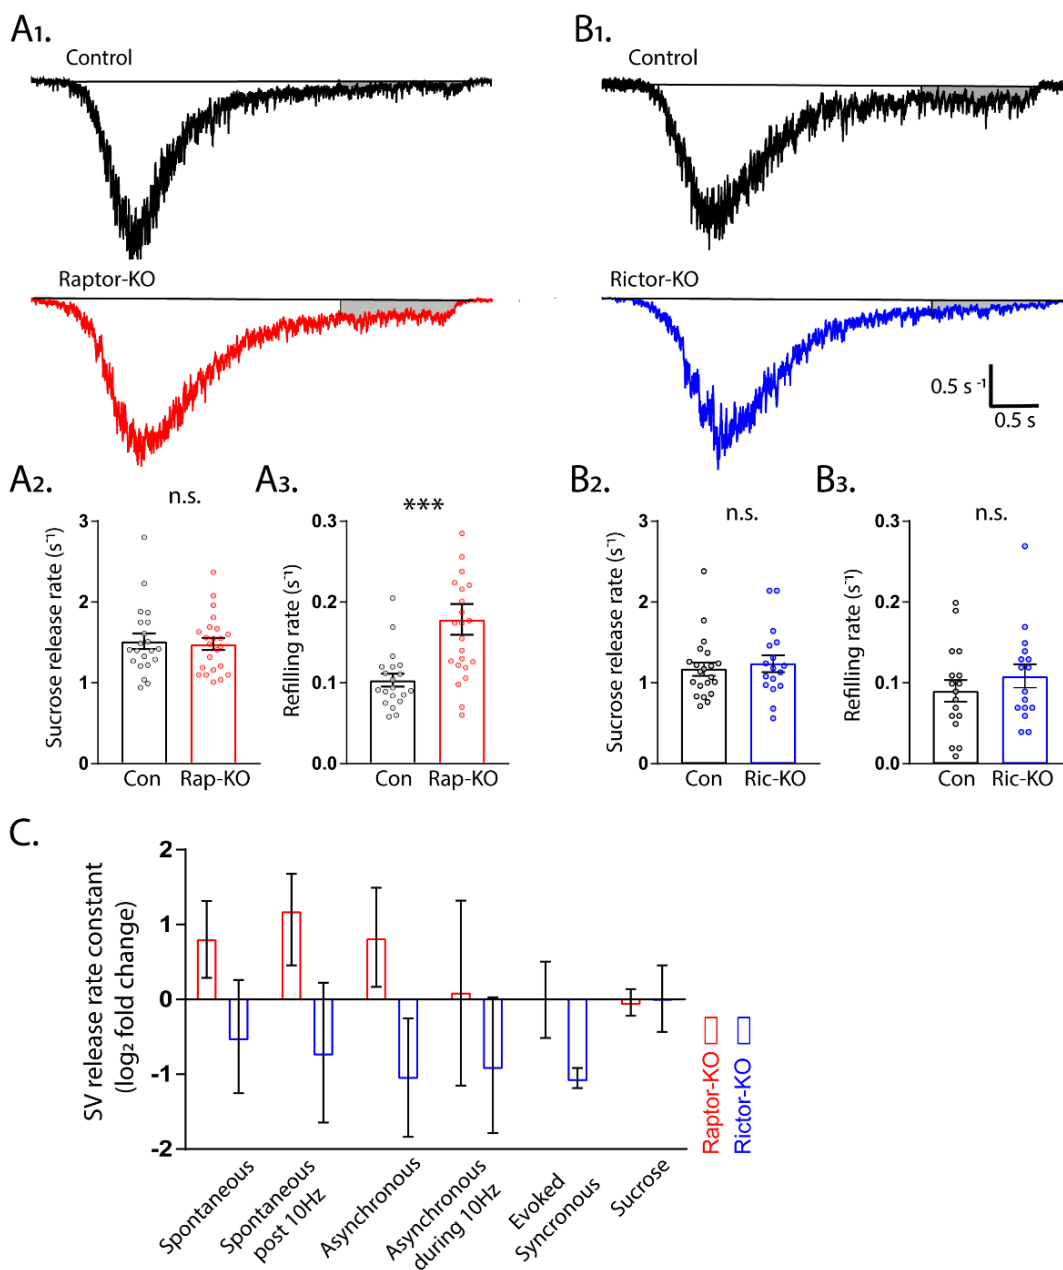 A1.
Control
Raptor-KO
B1.
Control
Rictor-KO
0.5 s ⁻¹
0.5 s
A2.
n.s.
Sucrose release rate (s⁻¹)
3
2
1
0
Con Rap-KO
A3.
***
Refilling rate (s⁻¹)
0.3
0.2
0.1
0.0
Con Rap-KO
B2.
n.s.
Sucrose release rate (s⁻¹)
3
2
1
0
Con Ric-KO
B3.
n.s.
Refilling rate (s⁻¹)
0.3
0.2
0.1
0.0
Con Ric-KO
C.
SV release rate constant
(log₂ fold change)
2
1
0
-1
-2
Spontaneous
Spontaneous
post 10Hz
Asynchronous
Asynchronous
during 10Hz
Evoked
Syncronous
Sucrose
Raptor-KO
Rictor-KO